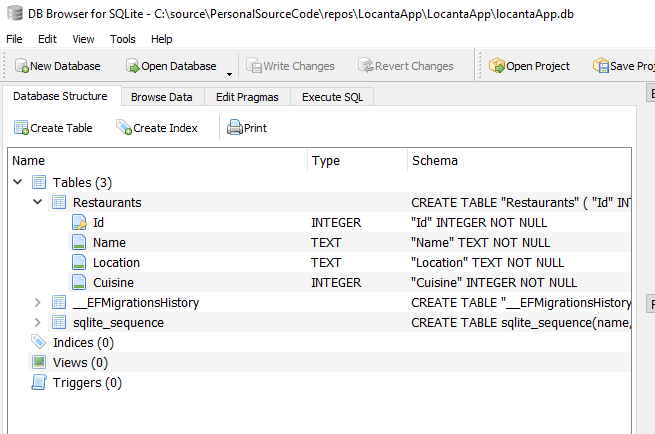 DB Browser for SQLite - C:\source\PersonalSourceCode\repos\LocantaApp\LocantaApp\locantaApp.db
File Edit View Tools Help
New Database Open Database Write Changes Revert Changes Open Project Save Proj
Database Structure Browse Data Edit Pragmas Execute SQL
Create Table Create Index Print
Name Type Schema
Tables (3)
Restaurants CREATE TABLE "Restaurants" ( "Id" INT
Id INTEGER "Id" INTEGER NOT NULL
Name TEXT "Name" TEXT NOT NULL
Location TEXT "Location" TEXT NOT NULL
Cuisine INTEGER "Cuisine" INTEGER NOT NULL
__EFMigrationsHistory CREATE TABLE "__EFMigrationsHistory
sqlite_sequence CREATE TABLE sqlite_sequence(name,
Indices (0)
Views (0)
Triggers (0)